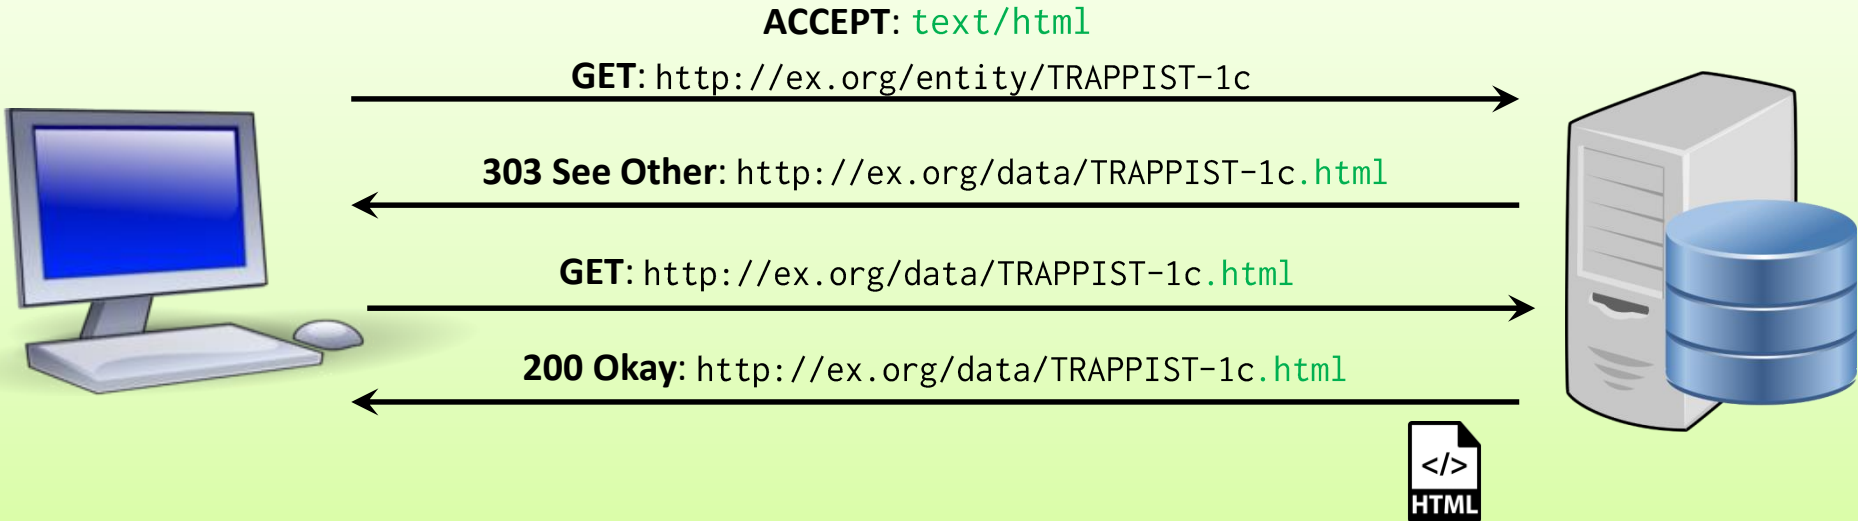 ACCEPT: text/html
GET: http://ex.org/entity/TRAPPIST-1c
303 See Other: http://ex.org/data/TRAPPIST-1c.html
GET: http://ex.org/data/TRAPPIST-1c.html
200 Okay: http://ex.org/data/TRAPPIST-1c.html
</>
HTML